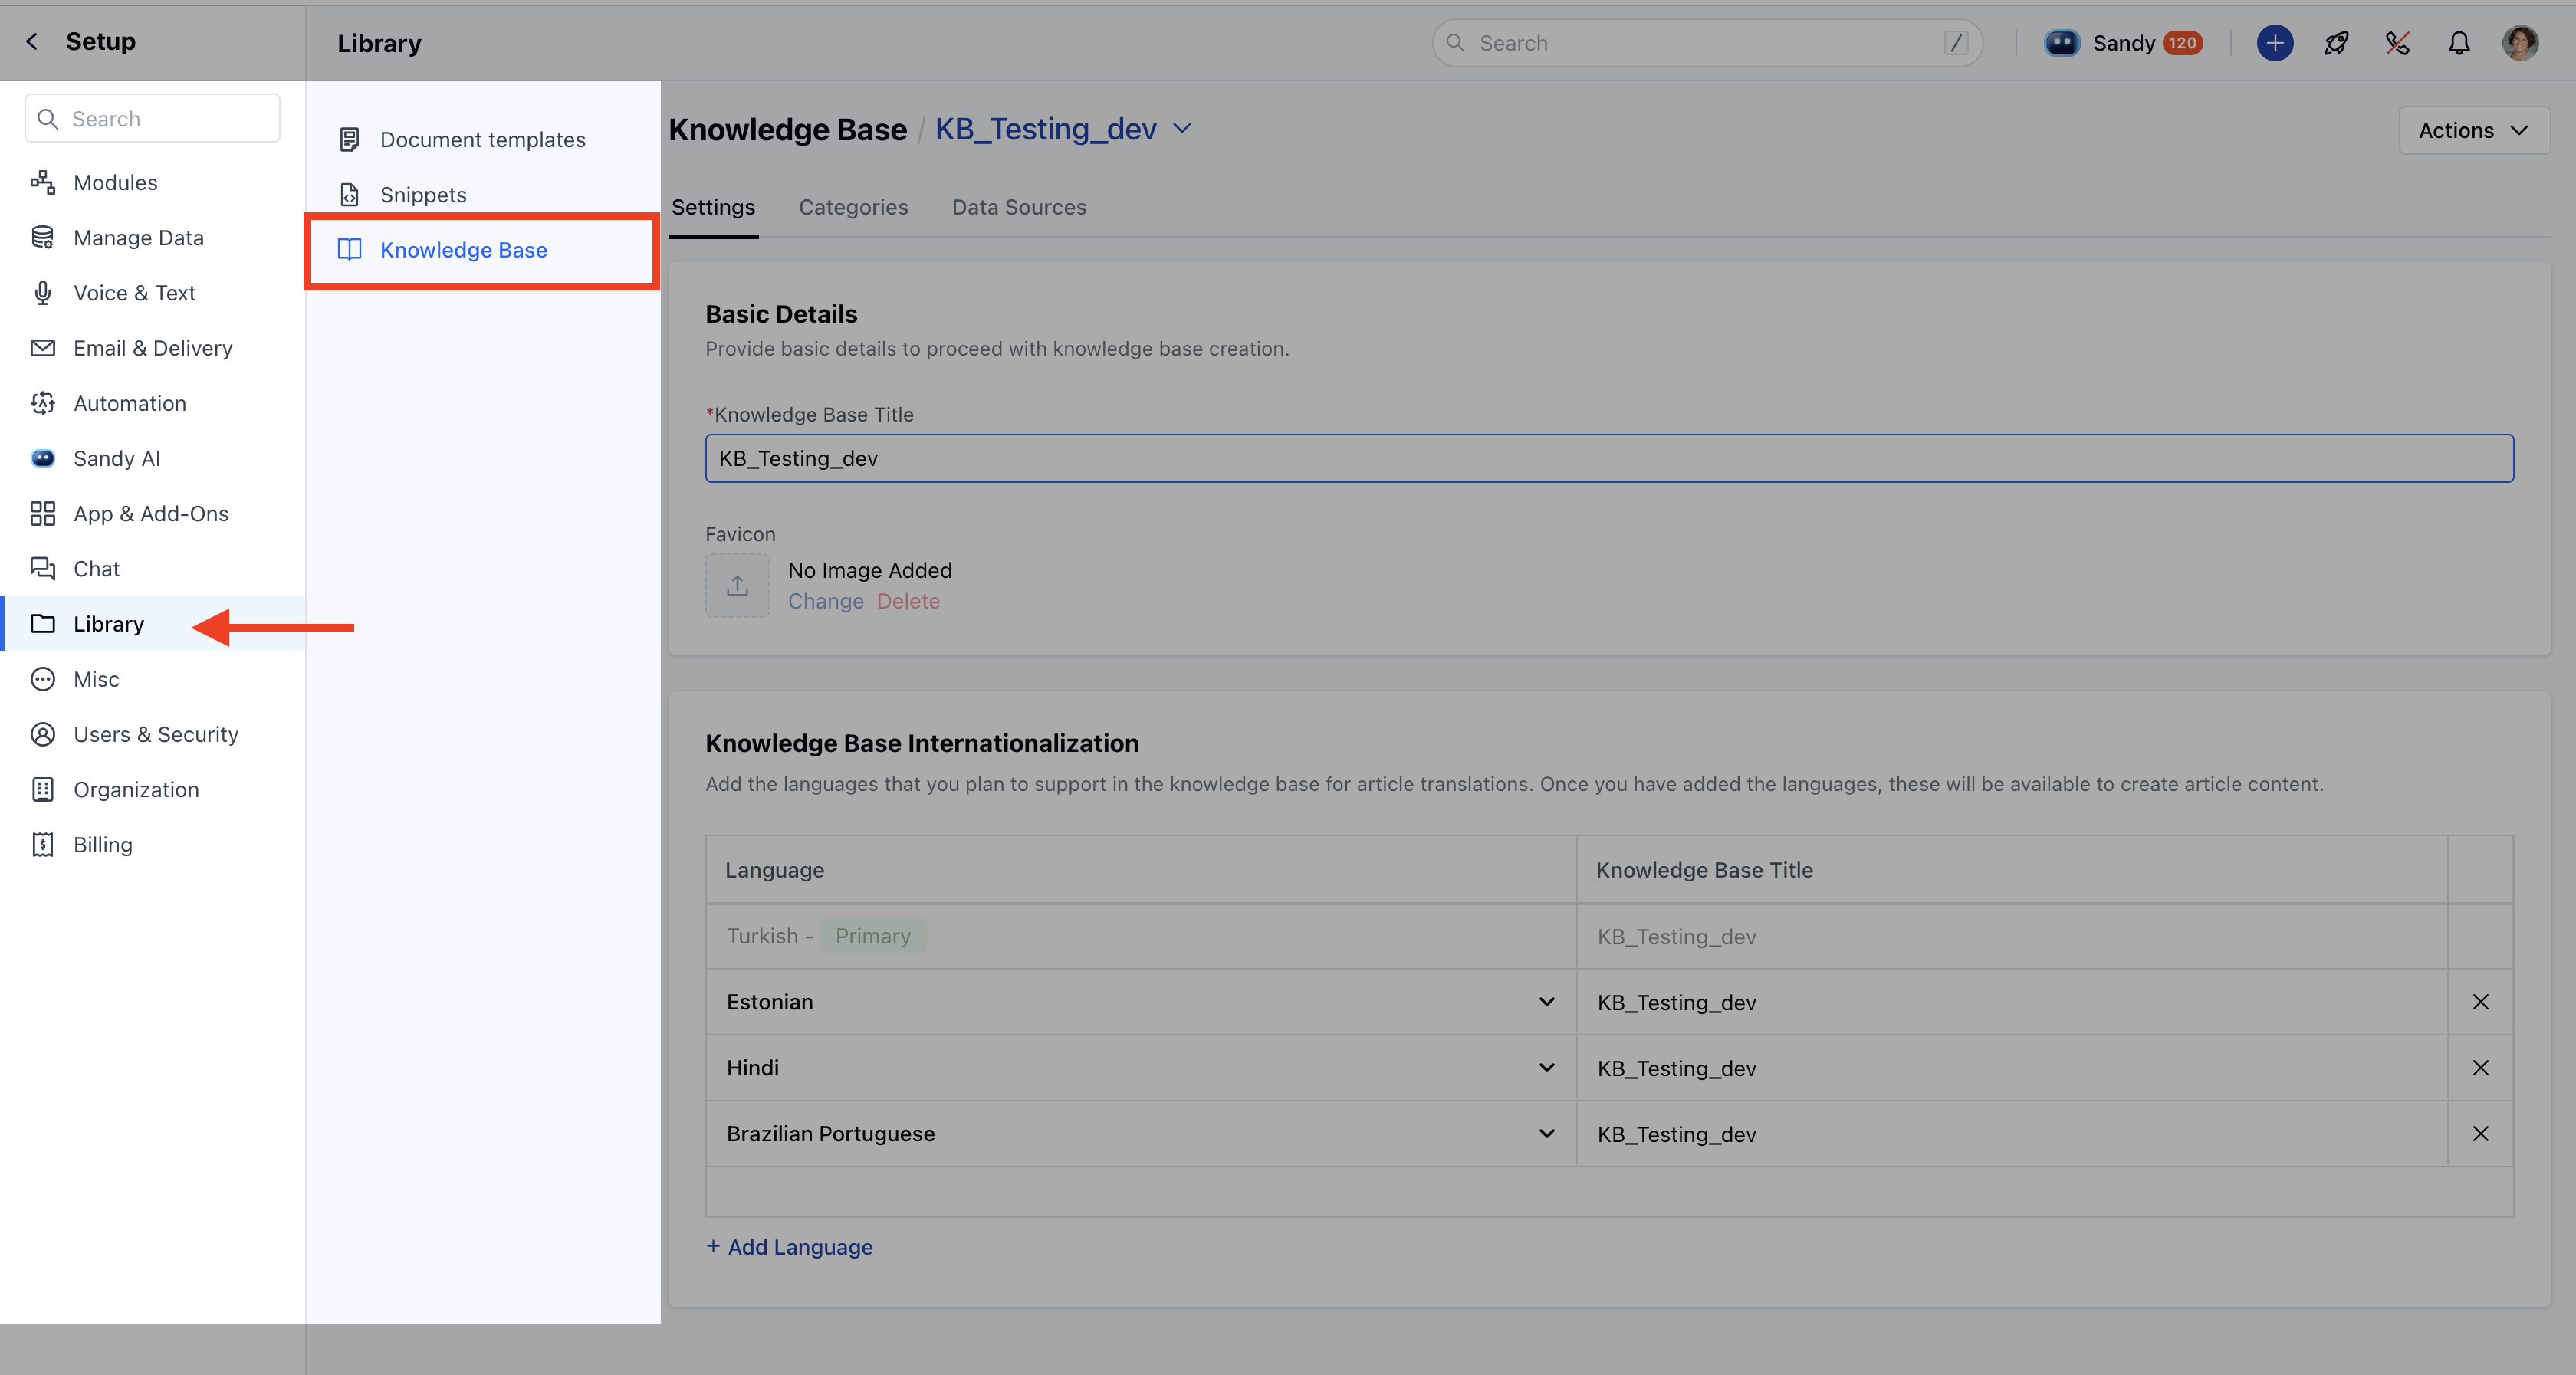 Setup
Library
Search
/
Sandy 120
Search
Modules
Manage Data
Voice & Text
Email & Delivery
Automation
Sandy AI
App & Add-Ons
Chat
Library
Misc
Users & Security
Organization
Billing
Document templates
Snippets
Knowledge Base
Knowledge Base / KB_Testing_dev
Actions
Settings
Categories
Data Sources
Basic Details
Provide basic details to proceed with knowledge base creation.
*Knowledge Base Title
KB_Testing_dev
Favicon
No Image Added
Change Delete
Knowledge Base Internationalization
Add the languages that you plan to support in the knowledge base for article translations. Once you have added the languages, these will be available to create article content.
Language Knowledge Base Title
Turkish - Primary KB_Testing_dev
Estonian KB_Testing_dev
Hindi KB_Testing_dev
Brazilian Portuguese KB_Testing_dev
+ Add Language